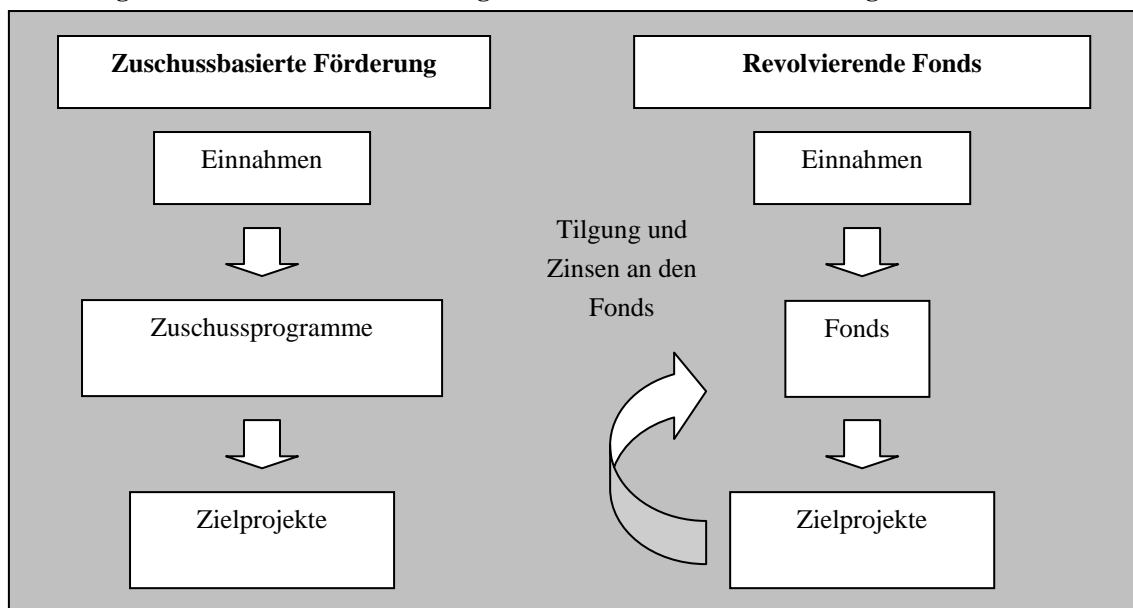 Zuschussbasierte Förderung
Einnahmen
Zuschussprogramme
Zielprojekte
Revolvierende Fonds
Einnahmen
Tilgung und
Zinsen an den
Fonds
Fonds
Zielprojekte